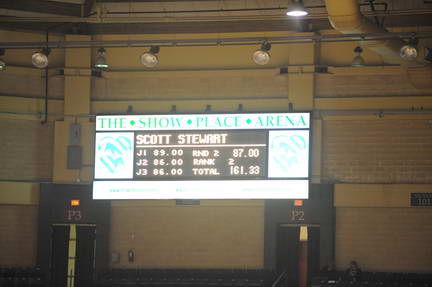 THE • SHOW • PLACE • ARENA
SCOTT STEWART
J1 89.00 RND 2 87.00
J2 86.00 RANK 2
J3 86.00 TOTAL 161.33
P3
P2